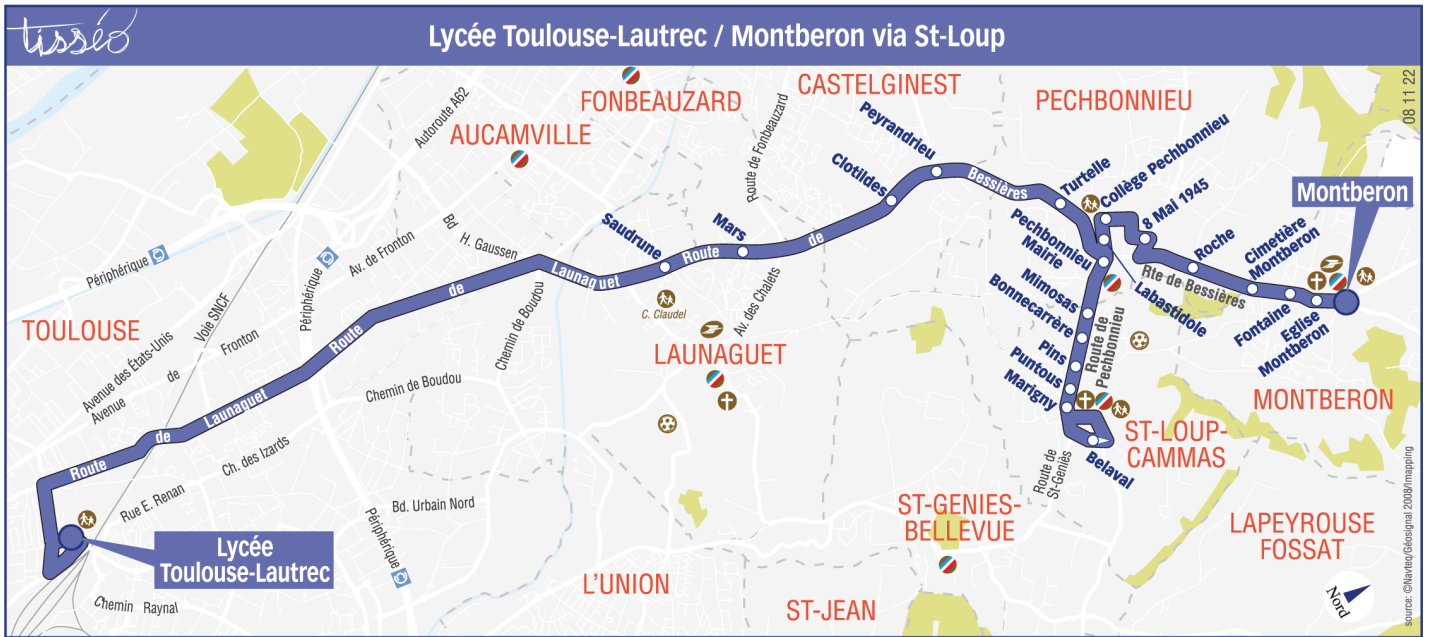 tisséo
Lycée Toulouse-Lautrec / Montberon via St-Loup
08 11 22
FONBEAUZARD
CASTELGINEST
PECHBONNIEU
AUCAMVILLE
Autoroute A62
Route de Fonbeauzard
Peyrandrieu
Clotildes
Bessières
Turtelle
Collège Pechbonnieu
8 Mai 1945
Montberon
Bd H. Gaussen
Saudrune
Mars
Pechbonnieu
Mairie
Roche
Cimetière
Montberon
Périphérique
Périphérique
Av. de Fronton
Route
de
Launaguet
Route
de
Mimosas
Bonnecarrère
Labastidole
Rte de Bessières
Fontaine
Eglise
Montberon
TOULOUSE
Voie SNCF
Avenue des États-Unis
Avenue de Fronton
C. Claudel
Av. des Chalets
Chemin de Boudou
Chemin de Boudou
LAUNAGUET
Pins
Puntous
Marigny
Route de
Pechbonnieu
MONTBERON
Route
de
Launaguet
Ch. des Izards
ST-LOUP-
CAMMAS
Belaval
Route de
St-Geniès
Rue E. Renan
Bd. Urbain Nord
Périphérique
ST-GENIES-
BELLEVUE
LAPEYROUSE
FOSSAT
Lycée
Toulouse-Lautrec
Chemin Raynal
L'UNION
ST-JEAN
Nord
source: ©Navteq/Géosignal 2008/Imapping